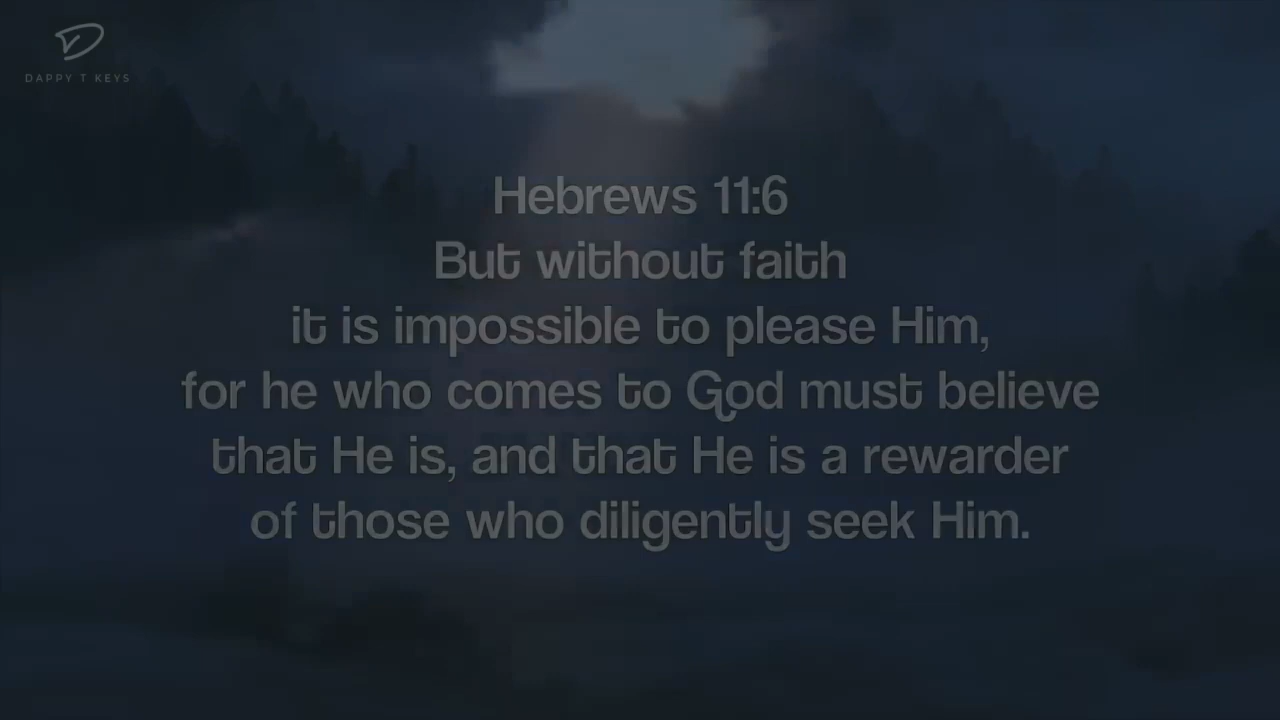 DAPPY T KEYS
Hebrews 11:6
But without faith
it is impossible to please Him,
for he who comes to God must believe
that He is, and that He is a rewarder
of those who diligently seek Him.